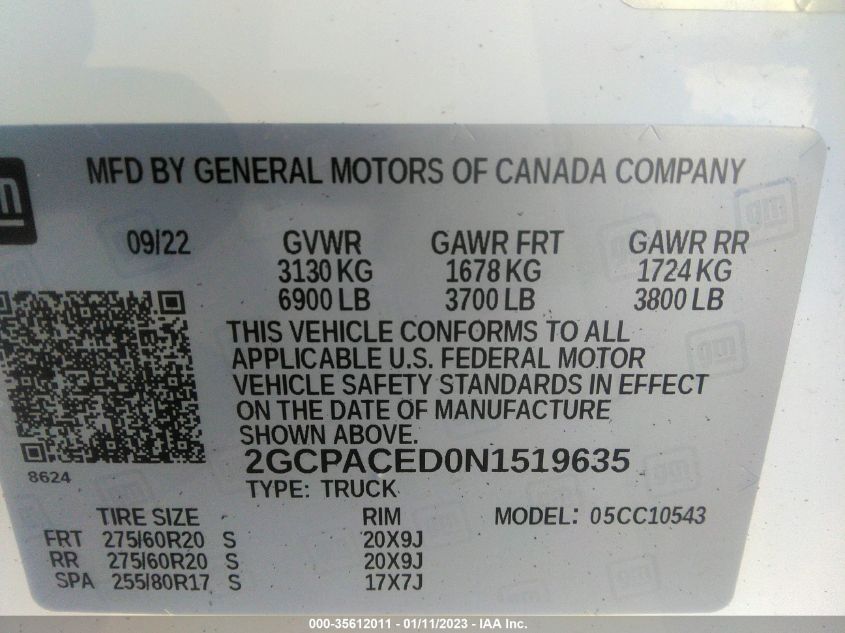 gm
MFD BY GENERAL MOTORS OF CANADA COMPANY
09/22 GVWR GAWR FRT GAWR RR
3130 KG 1678 KG 1724 KG
6900 LB 3700 LB 3800 LB
THIS VEHICLE CONFORMS TO ALL
APPLICABLE U.S. FEDERAL MOTOR
VEHICLE SAFETY STANDARDS IN EFFECT
ON THE DATE OF MANUFACTURE
SHOWN ABOVE.
8624
2GCPACED0N1519635
TYPE: TRUCK
TIRE SIZE RIM MODEL: 05CC10543
FRT 275/60R20 S 20X9J
RR 275/60R20 S 20X9J
SPA 255/80R17 S 17X7J
000-35612011 - 01/11/2023 - IAA Inc.